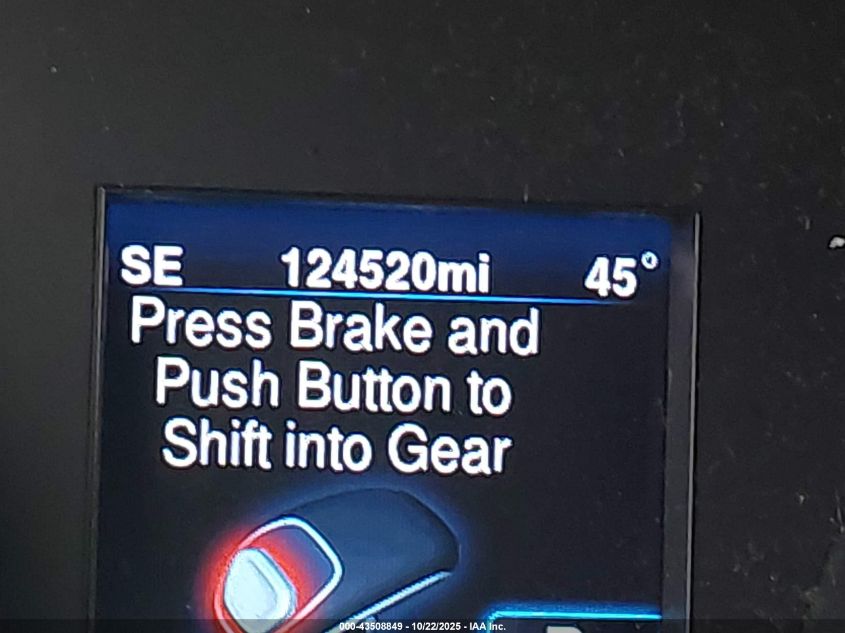 SE 124520mi 45°
Press Brake and
Push Button to
Shift into Gear
000-43508849 - 10/22/2025 - IAA Inc.